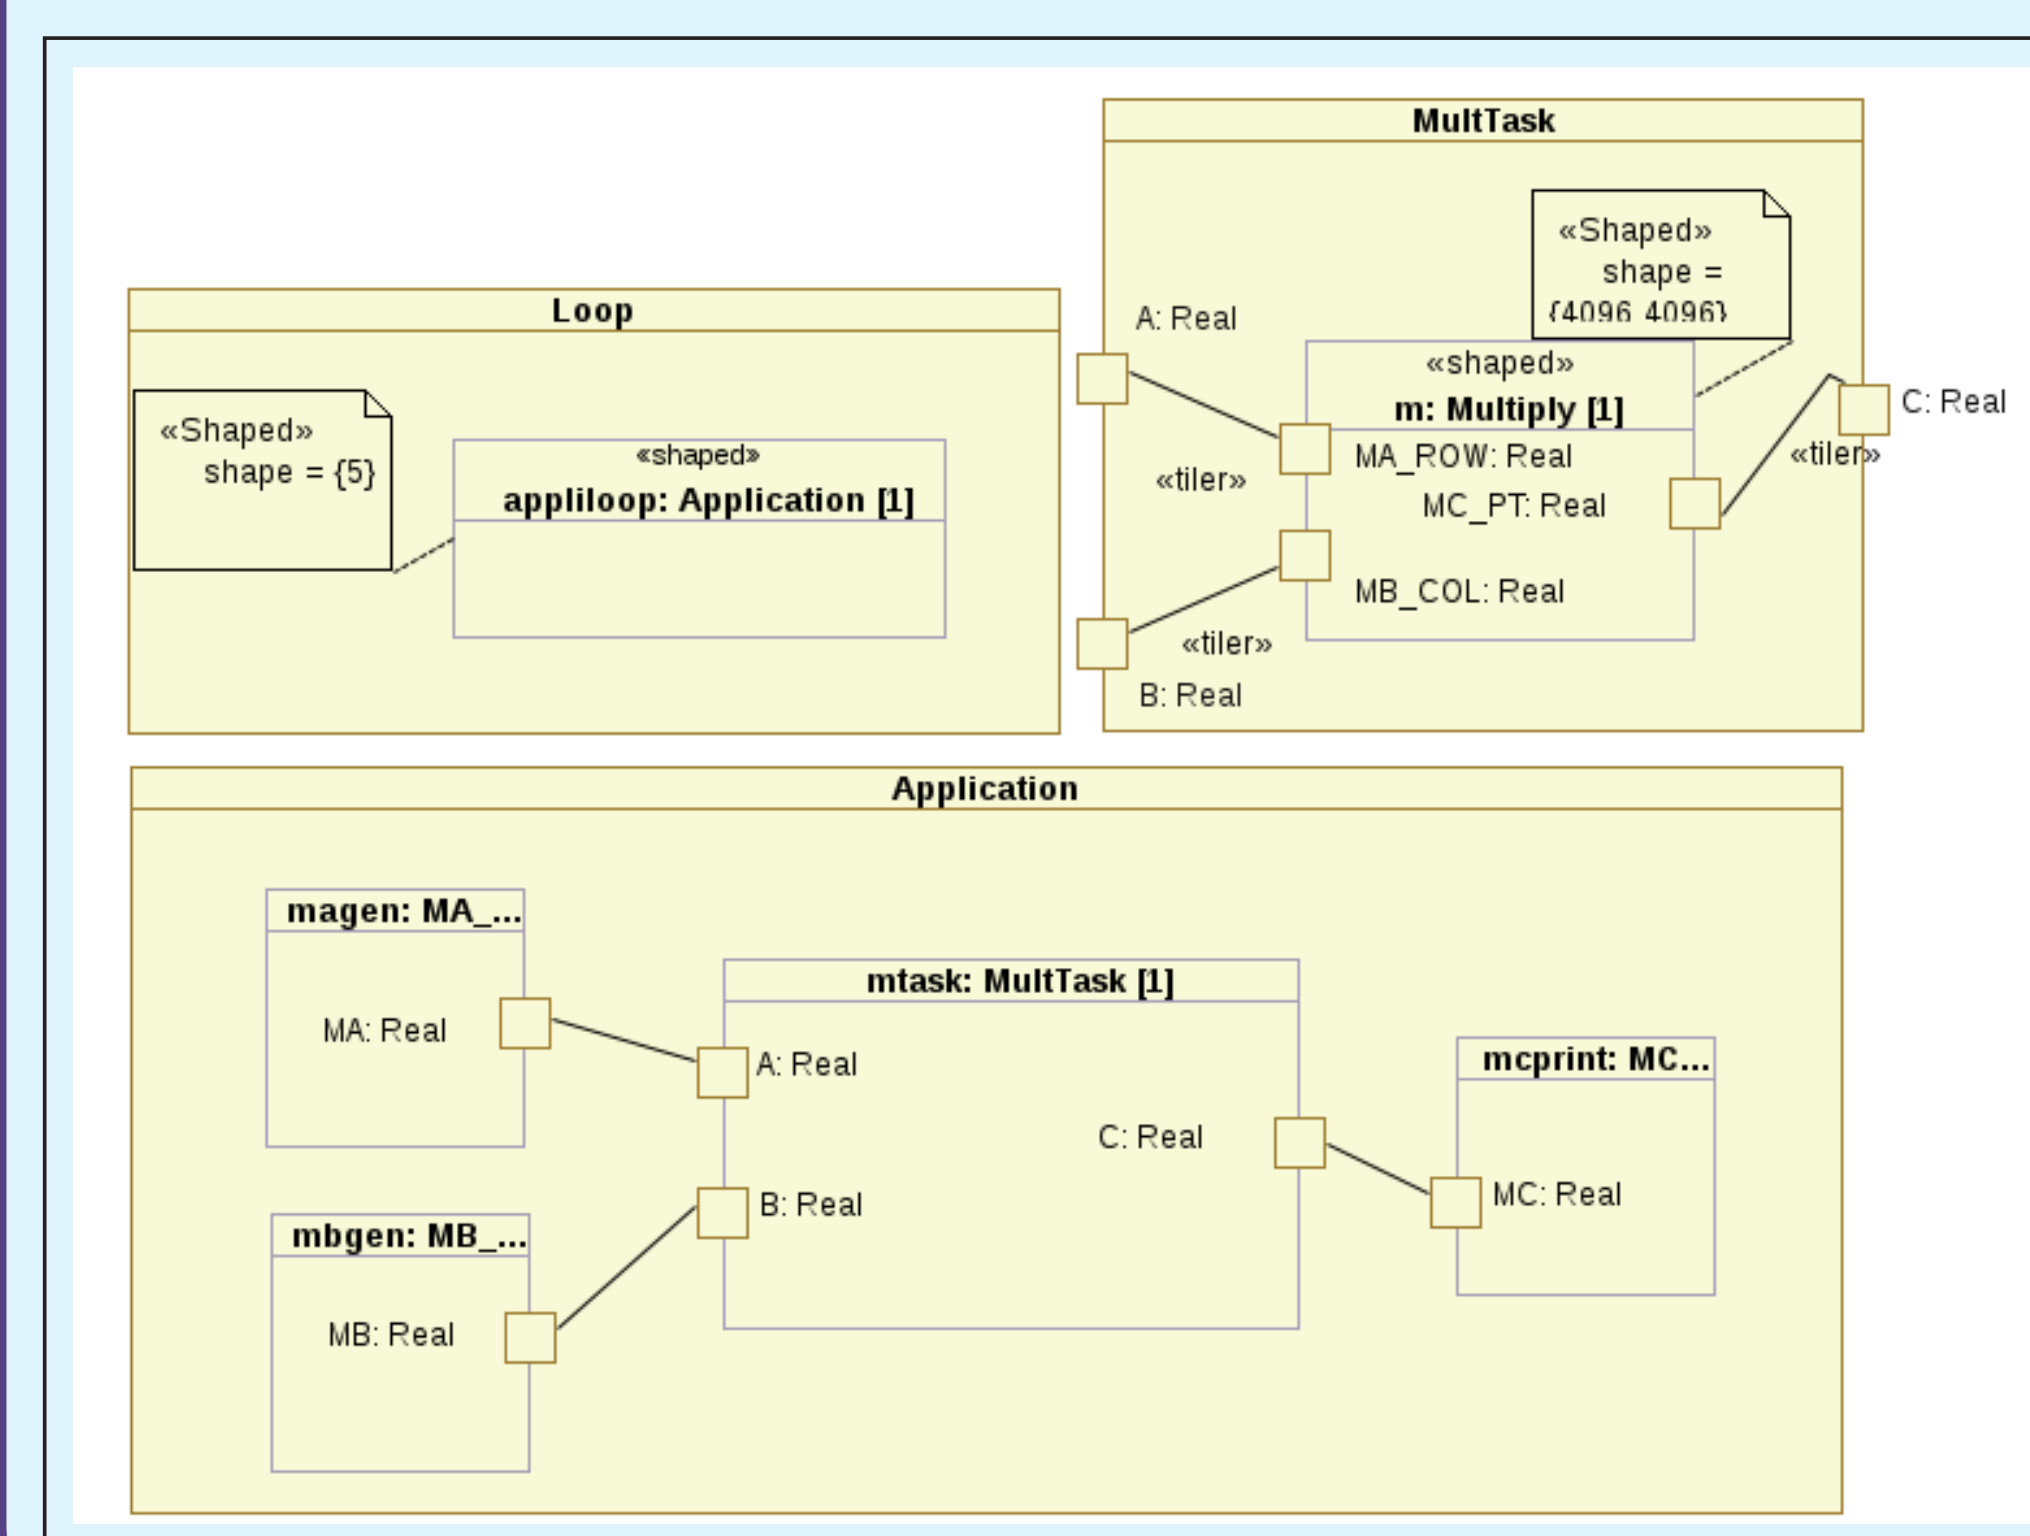 MultTask
«Shaped»
shape =
{4096 4096}
A: Real
«shaped»
m: Multiply [1]
C: Real
«tiler»
MA_ROW: Real
«tiler»
MC_PT: Real
MB_COL: Real
«tiler»
B: Real
Loop
«Shaped»
shape = {5}
«shaped»
appliloop: Application [1]
Application
magen: MA_...
MA: Real
mtask: MultTask [1]
A: Real
C: Real
B: Real
mcprint: MC...
MC: Real
mbgen: MB_...
MB: Real